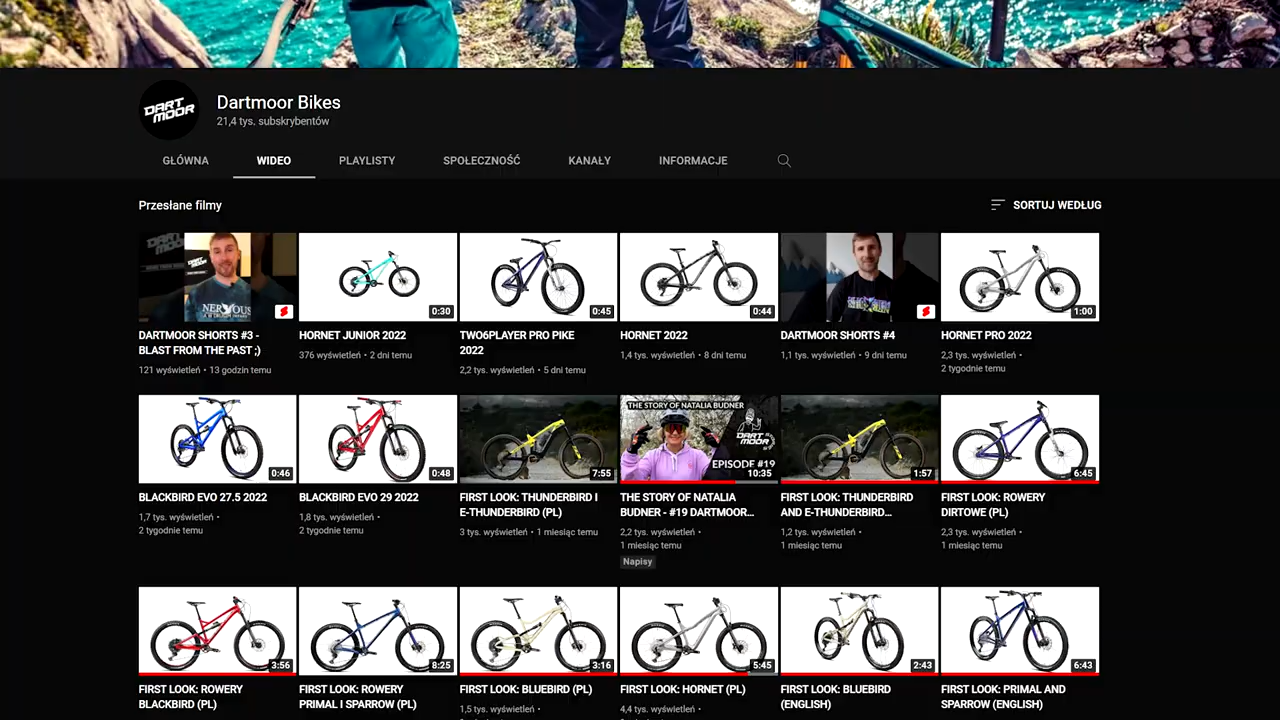 DART
MOOR
Dartmoor Bikes
21,4 tys. subskrybentów
GŁÓWNA
WIDEO
PLAYLISTY
SPOŁECZNOŚĆ
KANAŁY
INFORMACJE
Przesłane filmy
SORTUJ WEDŁUG
NERVOUS
0:30
0:45
0:44
1:00
DARTMOOR SHORTS #3 -
BLAST FROM THE PAST ;)
121 wyświetleń • 13 godzin temu
HORNET JUNIOR 2022
376 wyświetleń • 2 dni temu
TWO6PLAYER PRO PIKE
2022
2,2 tys. wyświetleń • 5 dni temu
HORNET 2022
1,4 tys. wyświetleń • 8 dni temu
DARTMOOR SHORTS #4
1,1 tys. wyświetleń • 9 dni temu
HORNET PRO 2022
2,3 tys. wyświetleń •
2 tygodnie temu
0:46
0:48
7:55
THE STORY OF NATALIA BUDNER
DART
MOOR
EPISODE #19
10:35
1:57
6:45
BLACKBIRD EVO 27.5 2022
1,7 tys. wyświetleń •
2 tygodnie temu
BLACKBIRD EVO 29 2022
1,8 tys. wyświetleń •
2 tygodnie temu
FIRST LOOK: THUNDERBIRD I
E-THUNDERBIRD (PL)
3 tys. wyświetleń • 1 miesiąc temu
THE STORY OF NATALIA
BUDNER - #19 DARTMOOR...
2,2 tys. wyświetleń •
1 miesiąc temu
Napisy
FIRST LOOK: THUNDERBIRD
AND E-THUNDERBIRD...
1,2 tys. wyświetleń •
1 miesiąc temu
FIRST LOOK: ROWERY
DIRTOWE (PL)
2,3 tys. wyświetleń •
1 miesiąc temu
3:56
8:25
3:16
5:45
2:43
6:43
FIRST LOOK: ROWERY
BLACKBIRD (PL)
FIRST LOOK: ROWERY
PRIMAL I SPARROW (PL)
FIRST LOOK: BLUEBIRD (PL)
1,5 tys. wyświetleń •
FIRST LOOK: HORNET (PL)
4,4 tys. wyświetleń •
FIRST LOOK: BLUEBIRD
(ENGLISH)
FIRST LOOK: PRIMAL AND
SPARROW (ENGLISH)